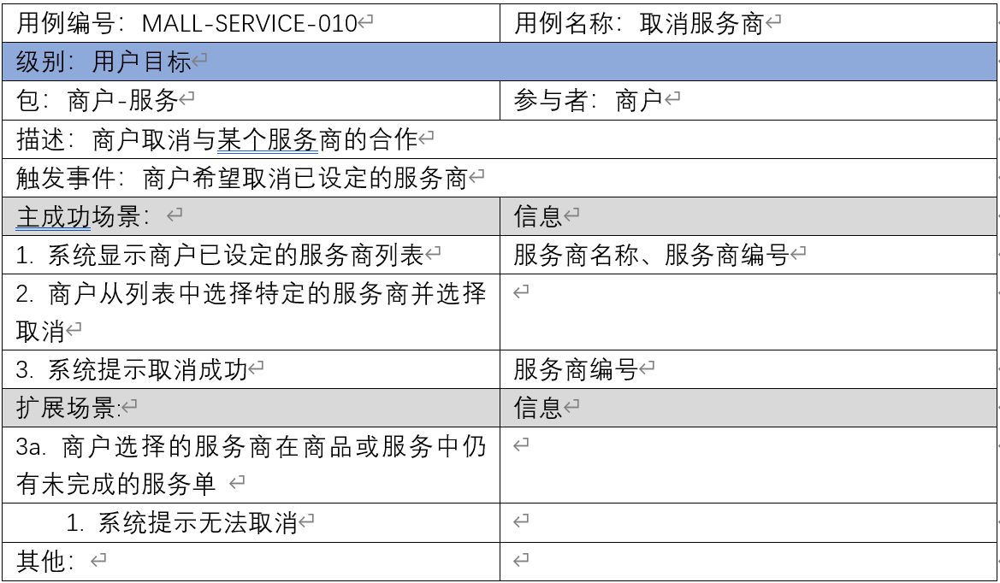 用例编号：MALL-SERVICE-010 用例名称：取消服务商
级别：用户目标
包：商户-服务 参与者：商户
描述：商户取消与某个服务商的合作
触发事件：商户希望取消已设定的服务商
主成功场景： 信息
1. 系统显示商户已设定的服务商列表 服务商名称、服务商编号
2. 商户从列表中选择特定的服务商并选择
取消
3. 系统提示取消成功 服务商编号
扩展场景: 信息
3a. 商户选择的服务商在商品或服务中仍
有未完成的服务单
1. 系统提示无法取消
其他：